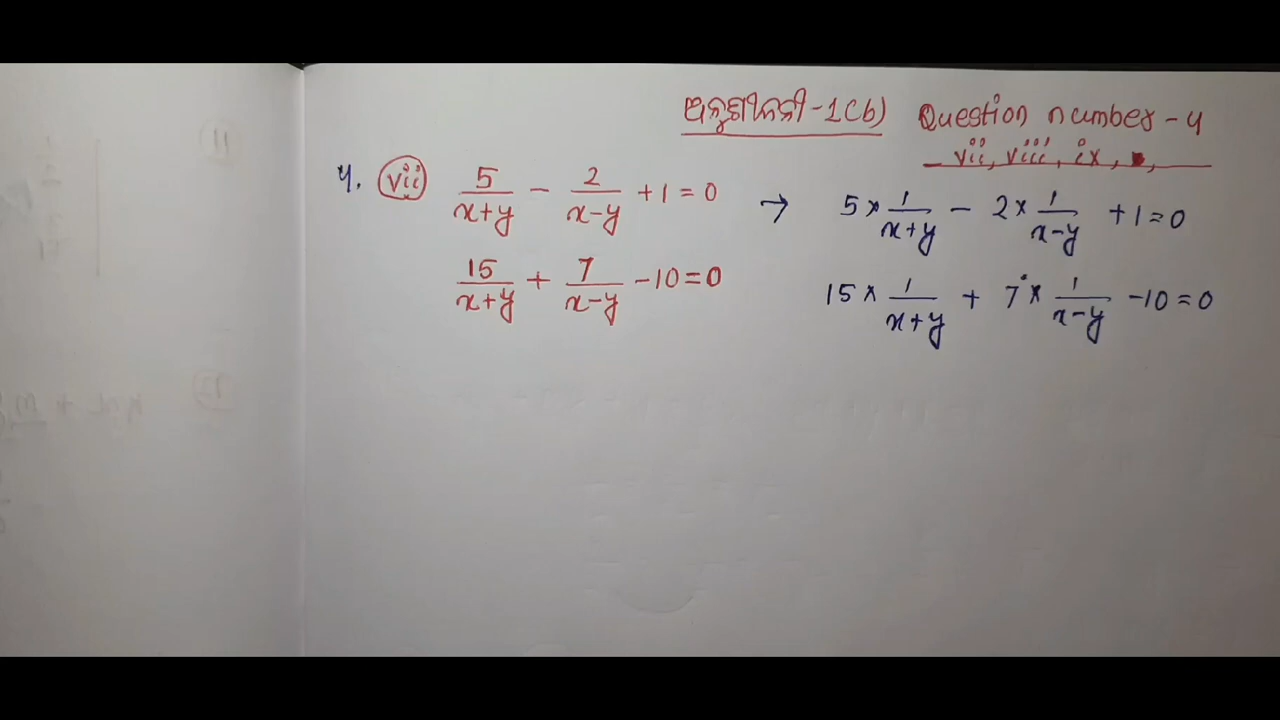 ଅନୁଶୀଳନୀ-1(b) Question number - 4
vii, viii, ix,
4. (vii) 5/(x+y) - 2/(x-y) + 1 = 0 → 5 × 1/(x+y) - 2 × 1/(x-y) + 1 = 0
15/(x+y) + 7/(x-y) - 10 = 0 15 × 1/(x+y) + 7 × 1/(x-y) - 10 = 0